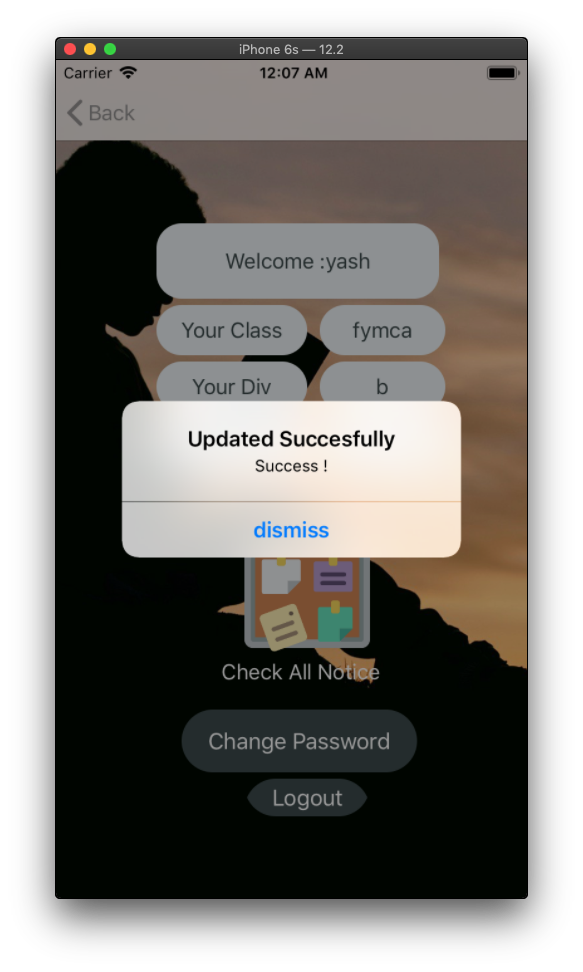 iPhone 6s — 12.2
Carrier 12:07 AM
Back
Welcome :yash
Your Class fymca
Your Div b
Updated Succesfully
Success !
dismiss
Check All Notice
Change Password
Logout